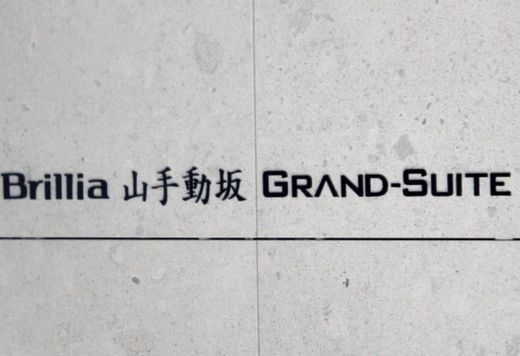 Brillia 山手動坂 GRAND-SUITE